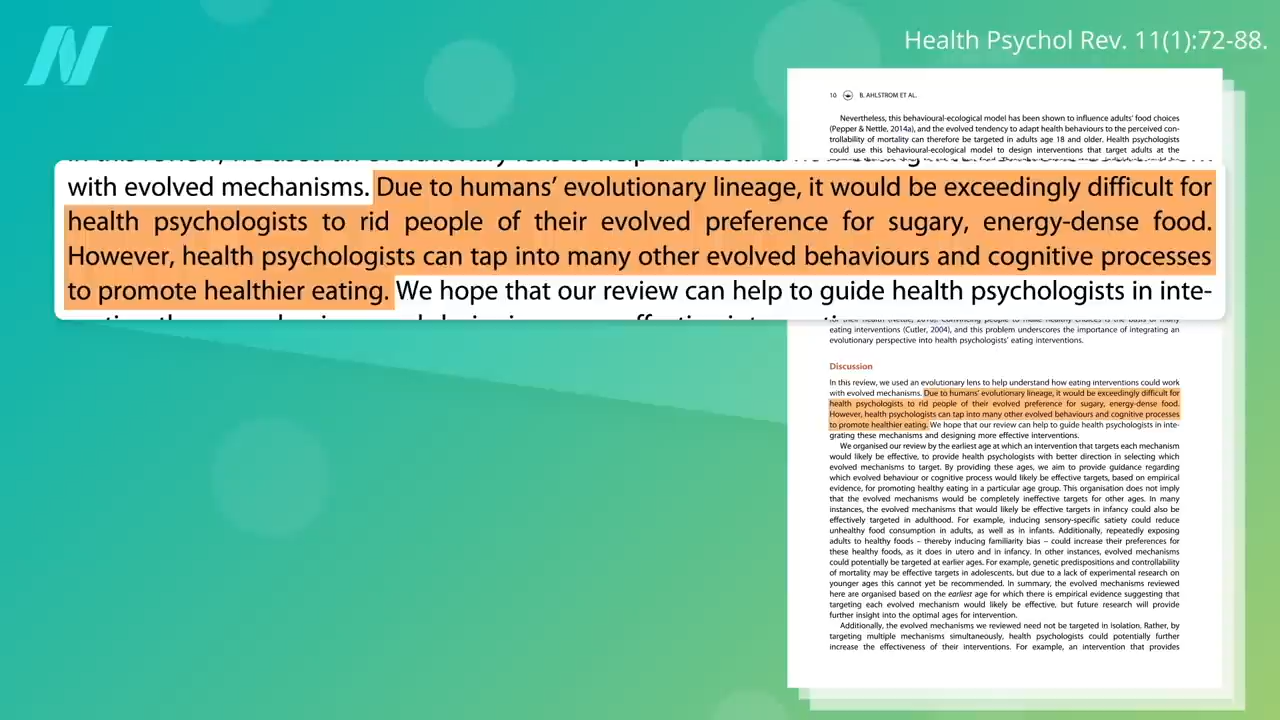 Health Psychol Rev. 11(1):72-88.
10 B. AHLSTROM ET AL.
Nevertheless, this behavioural-ecological model has been shown to influence adults' food choices
(Pepper & Nettle, 2014a), and the evolved tendency to adapt health behaviours to the perceived con-
trollability of mortality can therefore be targeted in adults age 18 and older. Health psychologists
could use this behavioural-ecological model to design interventions that target adults at the
with evolved mechanisms. Due to humans' evolutionary lineage, it would be exceedingly difficult for
health psychologists to rid people of their evolved preference for sugary, energy-dense food.
However, health psychologists can tap into many other evolved behaviours and cognitive processes
to promote healthier eating. We hope that our review can help to guide health psychologists in inte-
eating interventions (Cutler, 2004), and this problem underscores the importance of integrating an
evolutionary perspective into health psychologists' eating interventions.
Discussion
In this review, we used an evolutionary lens to help understand how eating interventions could work
with evolved mechanisms. Due to humans' evolutionary lineage, it would be exceedingly difficult for
health psychologists to rid people of their evolved preference for sugary, energy-dense food.
However, health psychologists can tap into many other evolved behaviours and cognitive processes
to promote healthier eating. We hope that our review can help to guide health psychologists in inte-
grating these mechanisms and designing more effective interventions.
We organised our review by the earliest age at which an intervention that targets each mechanism
would likely be effective, to provide health psychologists with better direction in selecting which
evolved mechanisms to target. By providing these ages, we aim to provide guidance regarding
which evolved behaviour or cognitive process would likely be effective targets, based on empirical
evidence, for promoting healthy eating in a particular age group. This organisation does not imply
that the evolved mechanisms would be completely ineffective targets for other ages. In many
instances, the evolved mechanisms that would likely be effective targets in infancy could also be
effectively targeted in adulthood. For example, inducing sensory-specific satiety could reduce
unhealthy food consumption in adults, as well as in infants. Additionally, repeatedly exposing
adults to healthy foods – thereby inducing familiarity bias – could increase their preferences for
these healthy foods, as it does in utero and in infancy. In other instances, evolved mechanisms
could potentially be targeted at earlier ages. For example, genetic predispositions and controllability
of mortality may be effective targets in adolescents, but due to a lack of experimental research on
younger ages this cannot yet be recommended. In summary, the evolved mechanisms reviewed
here are organised based on the earliest age for which there is empirical evidence suggesting that
targeting each evolved mechanism would likely be effective, but future research will provide
further insight into the optimal ages for intervention.
Additionally, the evolved mechanisms we reviewed need not be targeted in isolation. Rather, by
targeting multiple mechanisms simultaneously, health psychologists could potentially further
increase the effectiveness of their interventions. For example, an intervention that provides